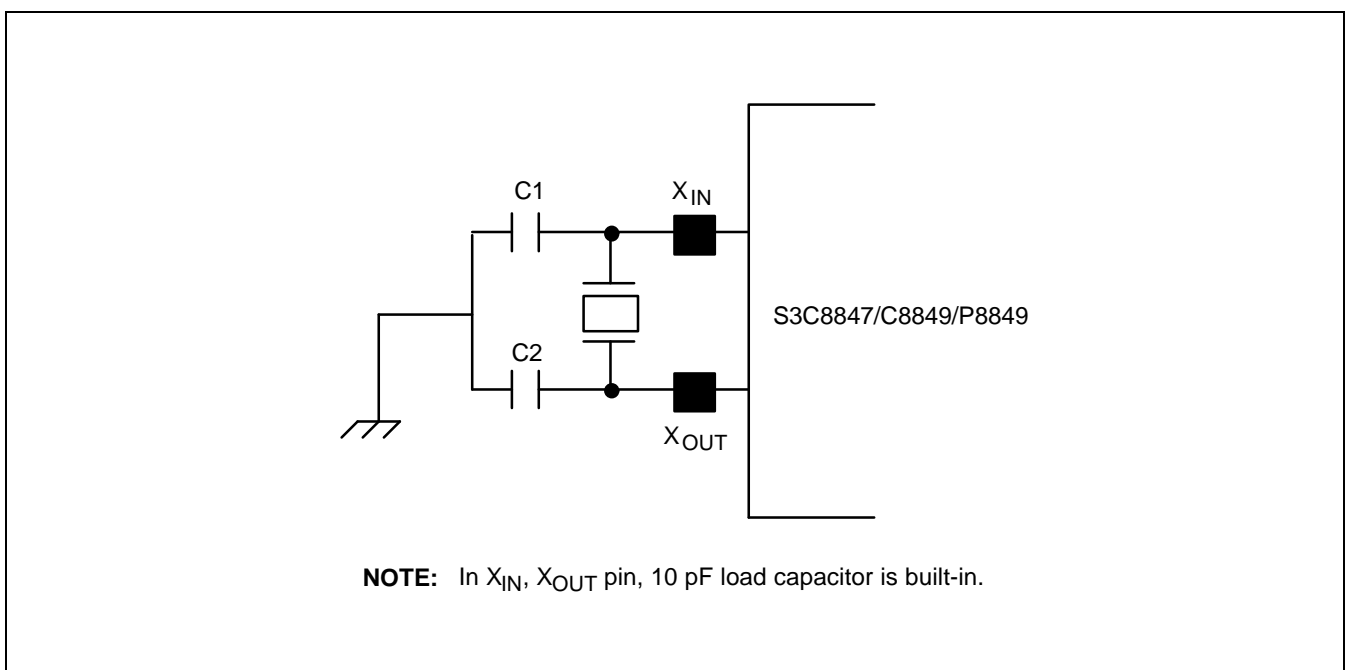 C1
XIN
S3C8847/C8849/P8849
C2
XOUT
NOTE: In XIN, XOUT pin, 10 pF load capacitor is built-in.